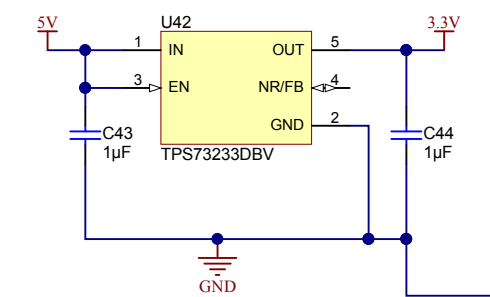 5V
U42
3.3V
1
IN
OUT
5
3
EN
NR/FB
4
GND
2
C43
1µF
C44
1µF
TPS73233DBV
GND